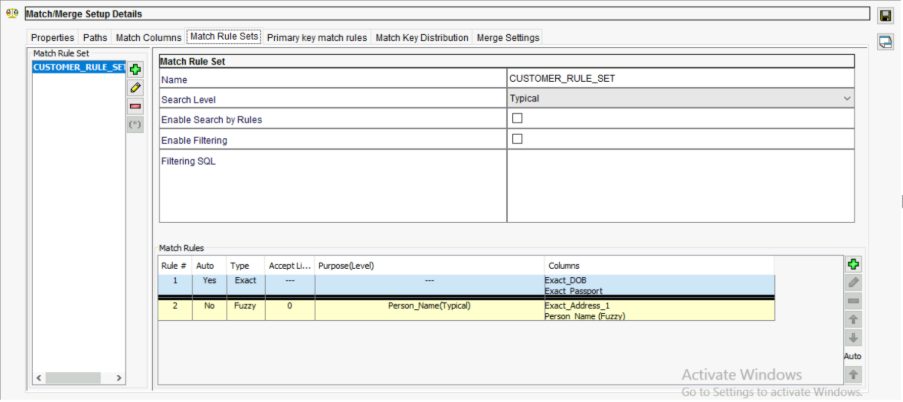 Match/Merge Setup Details
Properties Paths Match Columns Match Rule Sets Primary key match rules Match Key Distribution Merge Settings
Match Rule Set
CUSTOMER_RULE_SET
(*)
Match Rule Set
Name CUSTOMER_RULE_SET
Search Level Typical
Enable Search by Rules
Enable Filtering
Filtering SQL
Match Rules
Rule # Auto Type Accept Li... Purpose(Level) Columns
1 Yes Exact --- --- Exact_DOB
Exact_Passport
2 No Fuzzy 0 Person_Name(Typical) Exact_Address_1
Person_Name (Fuzzy)
Auto
Activate Windows
Go to Settings to activate Windows.